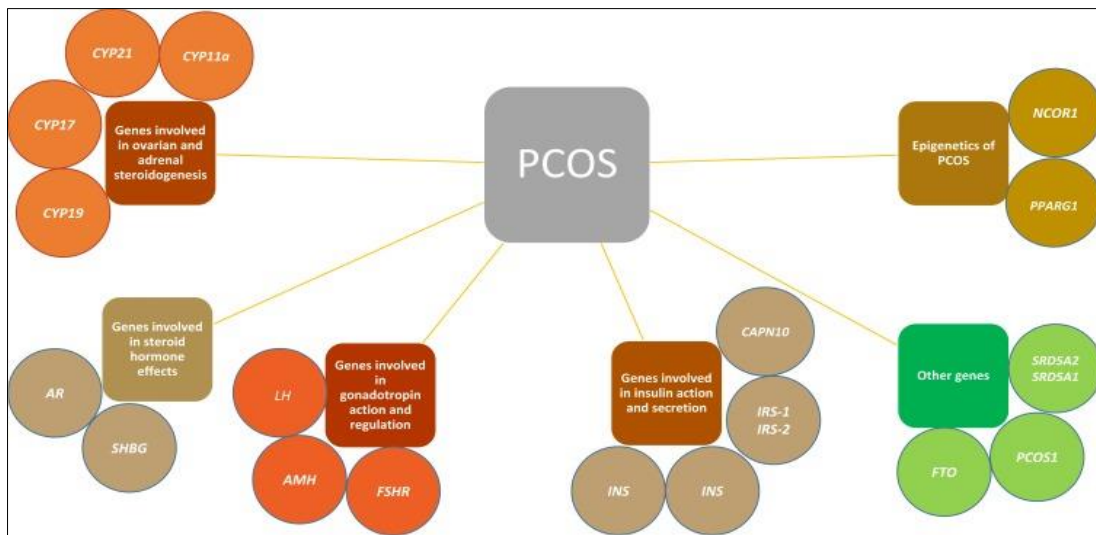 PCOS
CYP21
CYP11a
CYP17
CYP19
Genes involved
in ovarian and
adrenal
steroidogenesis
Epigenetics of
PCOS
NCOR1
PPARG1
Genes involved
in steroid
hormone
effects
AR
SHBG
Genes involved
in
gonadotropin
action and
regulation
LH
AMH
FSHR
Genes involved
in insulin action
and secretion
CAPN10
IRS-1
IRS-2
INS
INS
Other genes
SRD5A2
SRD5A1
PCOS1
FTO